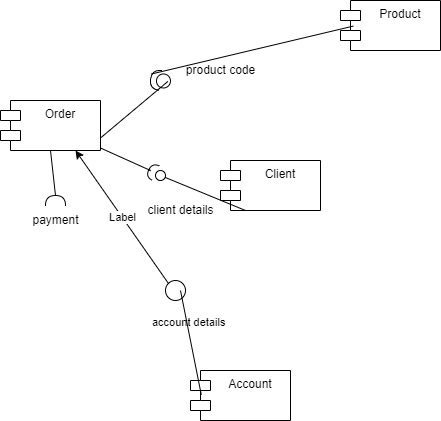 Product
product code
Order
Client
client details
payment
Label
account details
Account